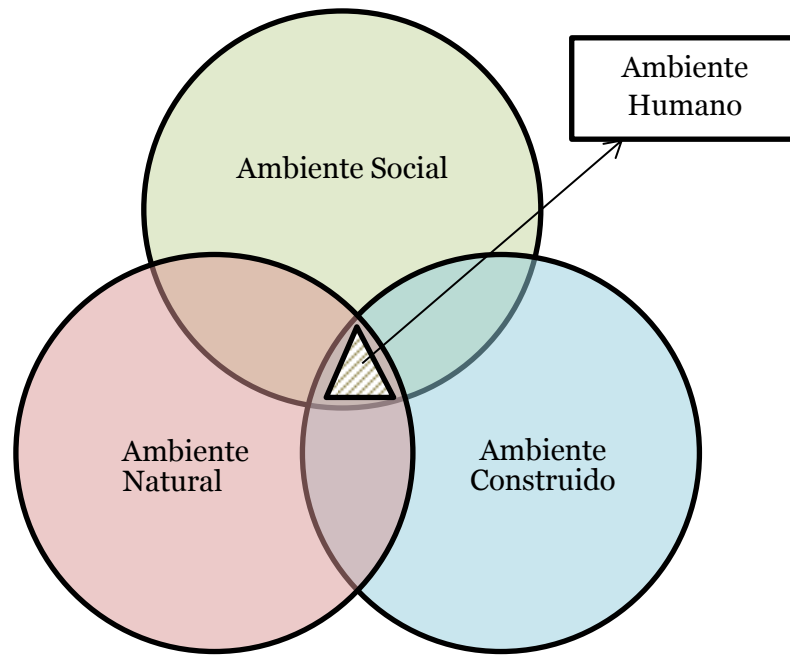 Ambiente
Humano
Ambiente Social
Ambiente
Natural
Ambiente
Construido